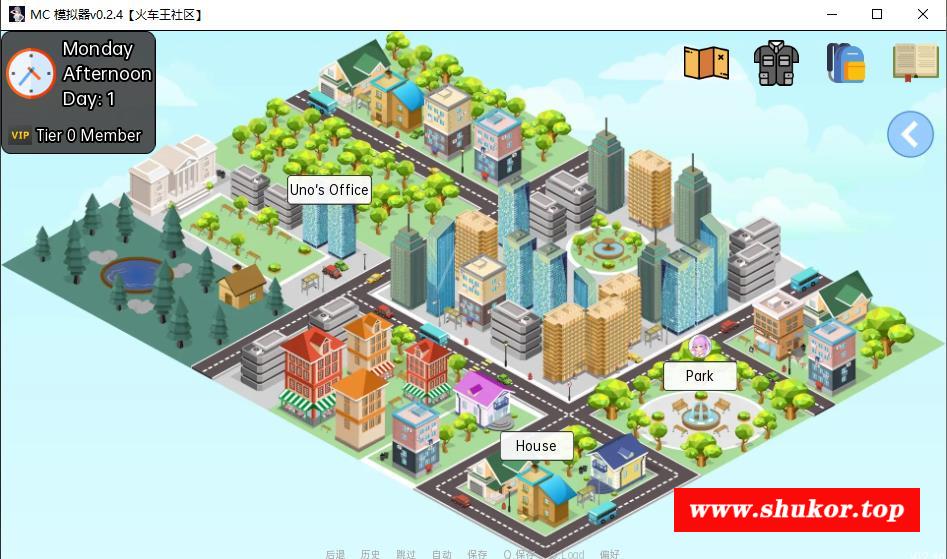 MC 模拟器v0.2.4【火车王社区】
Monday
Afternoon
Day: 1
VIP Tier 0 Member
Uno's Office
Park
House
www.shukor.top
后退 历史 跳过 自动 保存 Q.保存 Load 偏好